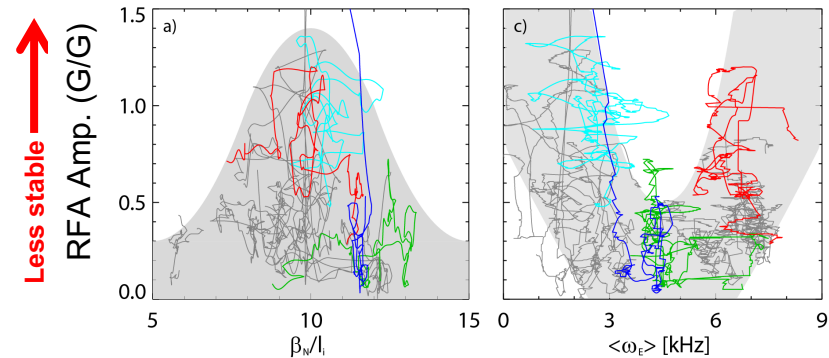 Less stable
RFA Amp. (G/G)
1.5
1.0
0.5
0.0
a)
5
10
15
β_N/l_i
c)
0
3
6
9
<ω_E> [kHz]